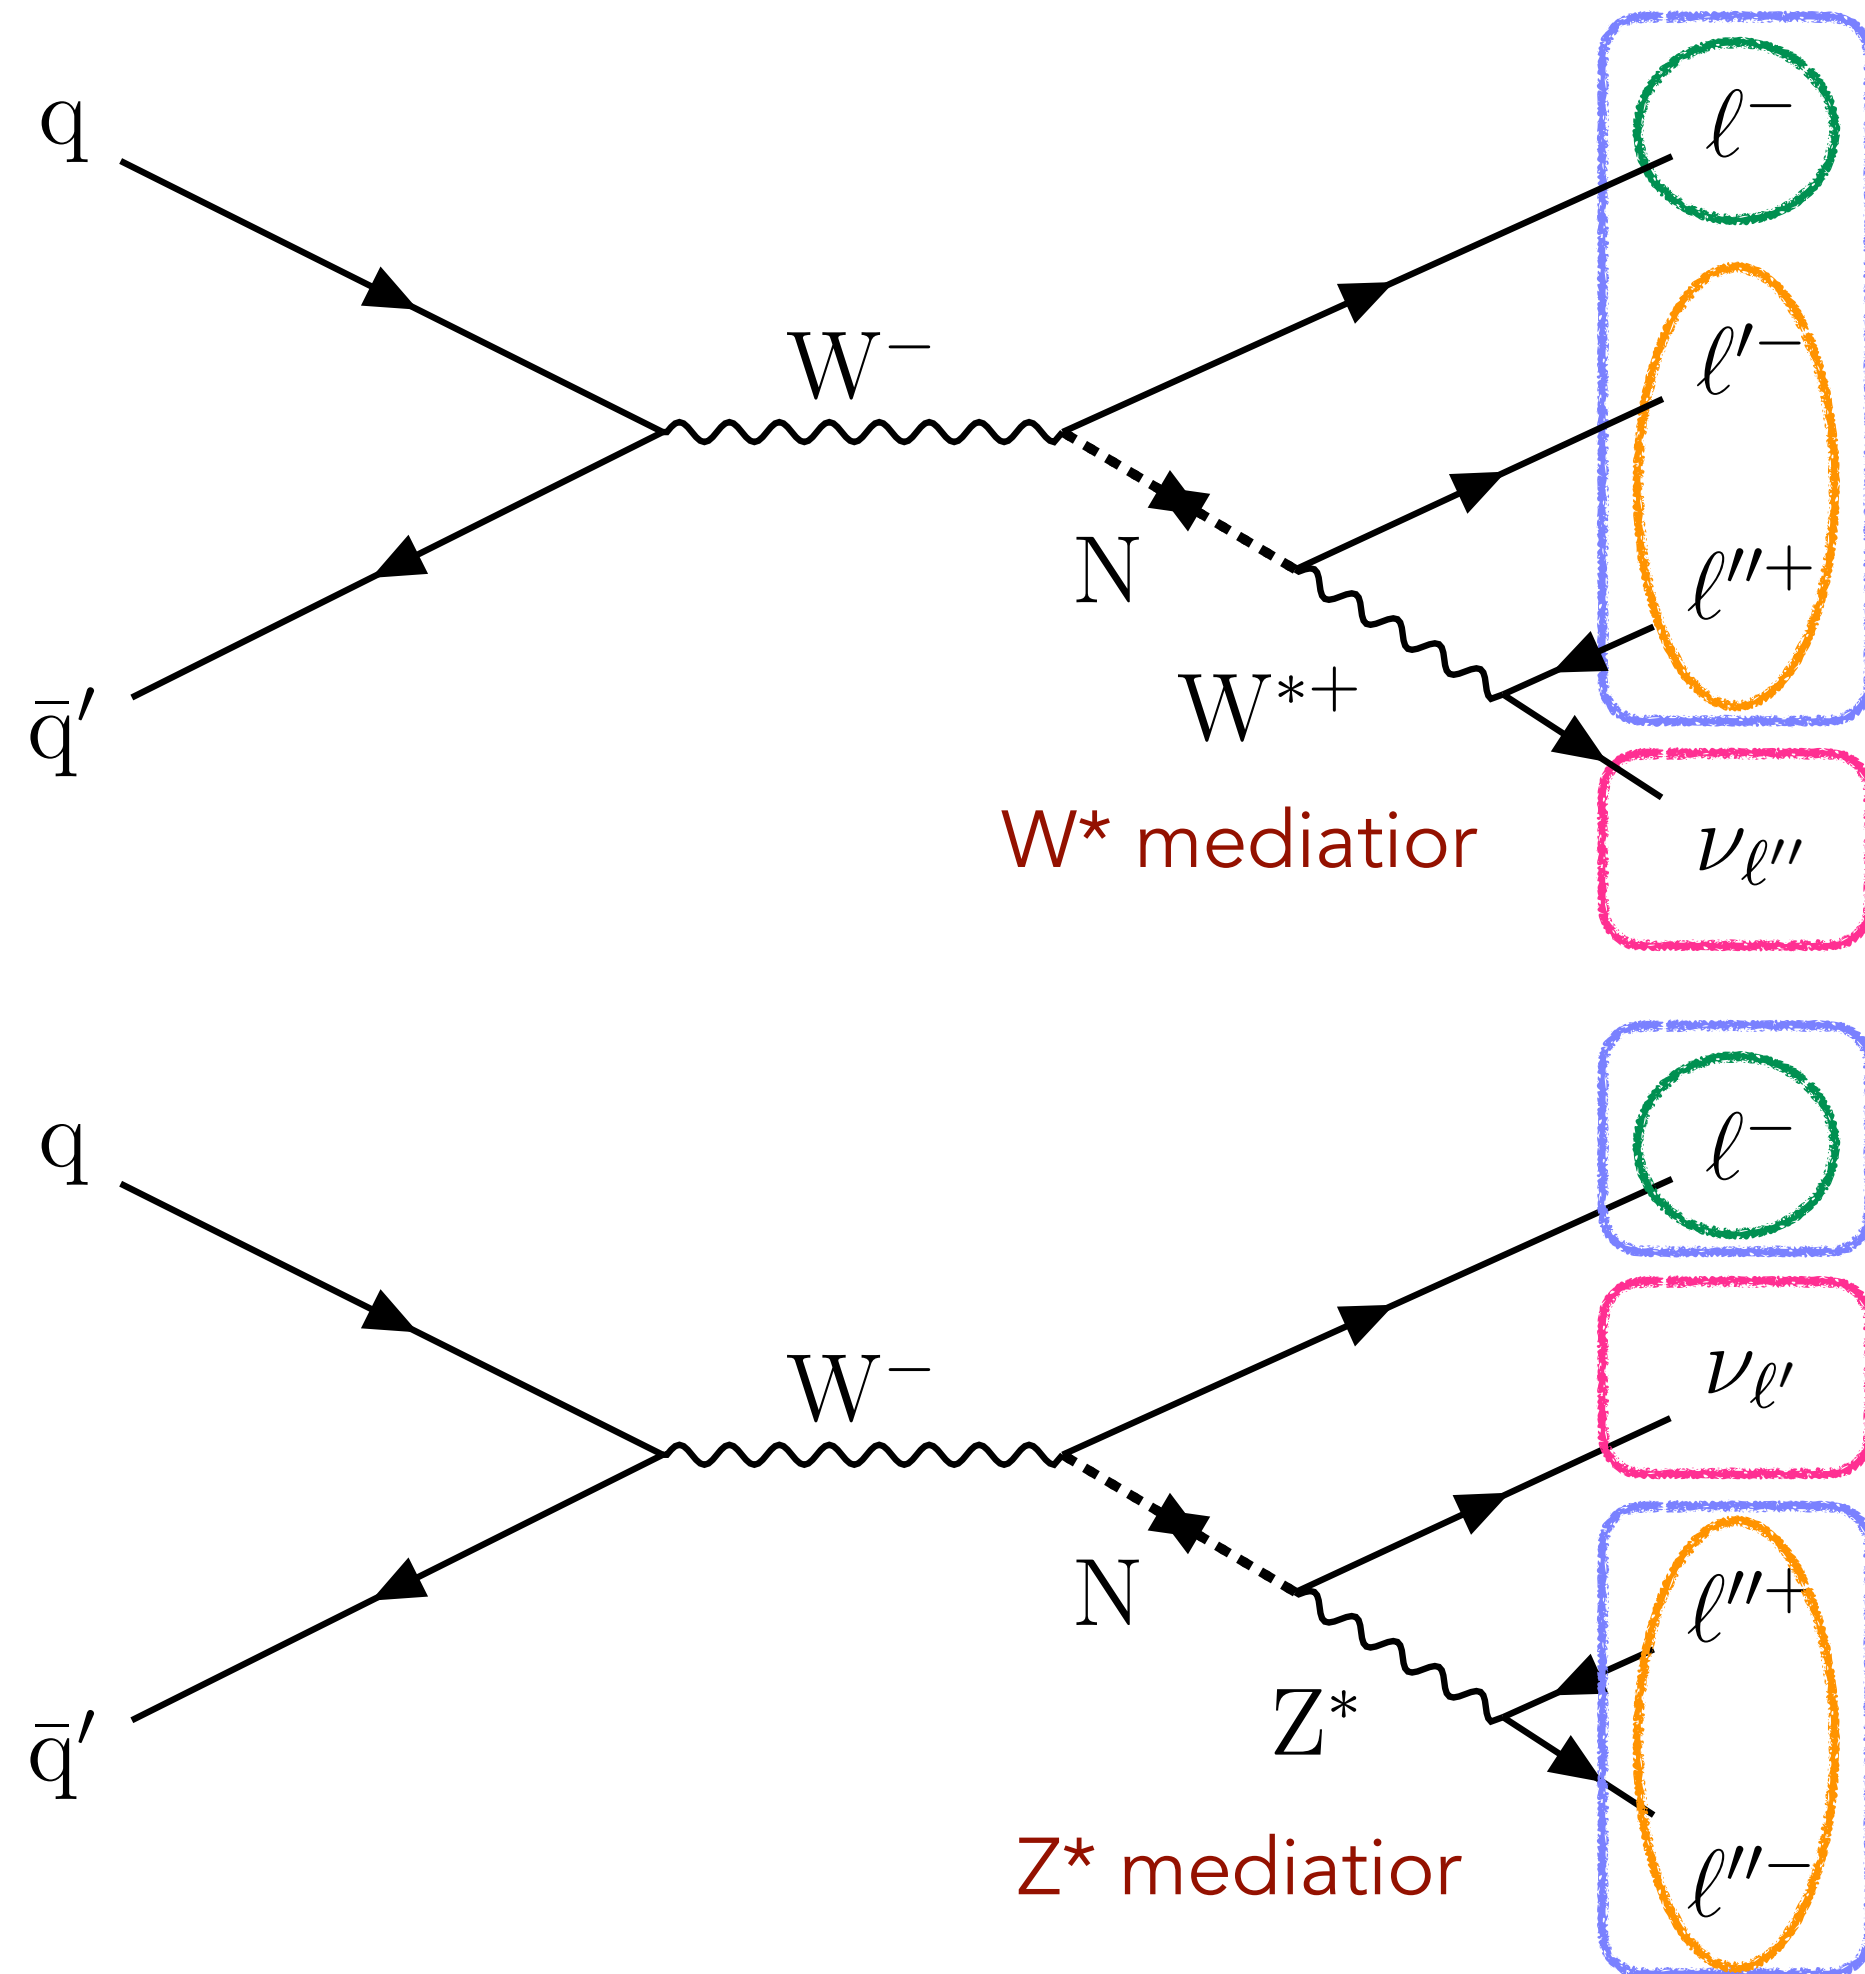 q
ℓ⁻
W⁻
ℓ′⁻
N
ℓ″⁺
q̄′
W*⁺
W* mediatior
ν_ℓ″
q
ℓ⁻
W⁻
ν_ℓ′
N
ℓ″⁺
q̄′
Z*
Z* mediatior
ℓ″⁻